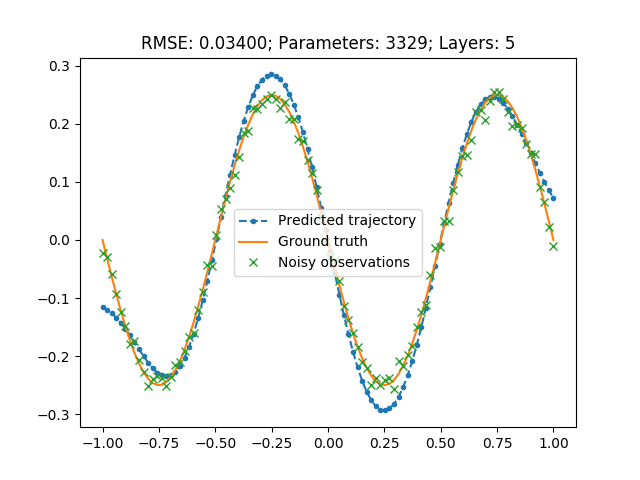 RMSE: 0.03400; Parameters: 3329; Layers: 5
0.3
0.2
0.1
0.0
−0.1
−0.2
−0.3
Predicted trajectory
Ground truth
Noisy observations
−1.00 −0.75 −0.50 −0.25 0.00 0.25 0.50 0.75 1.00